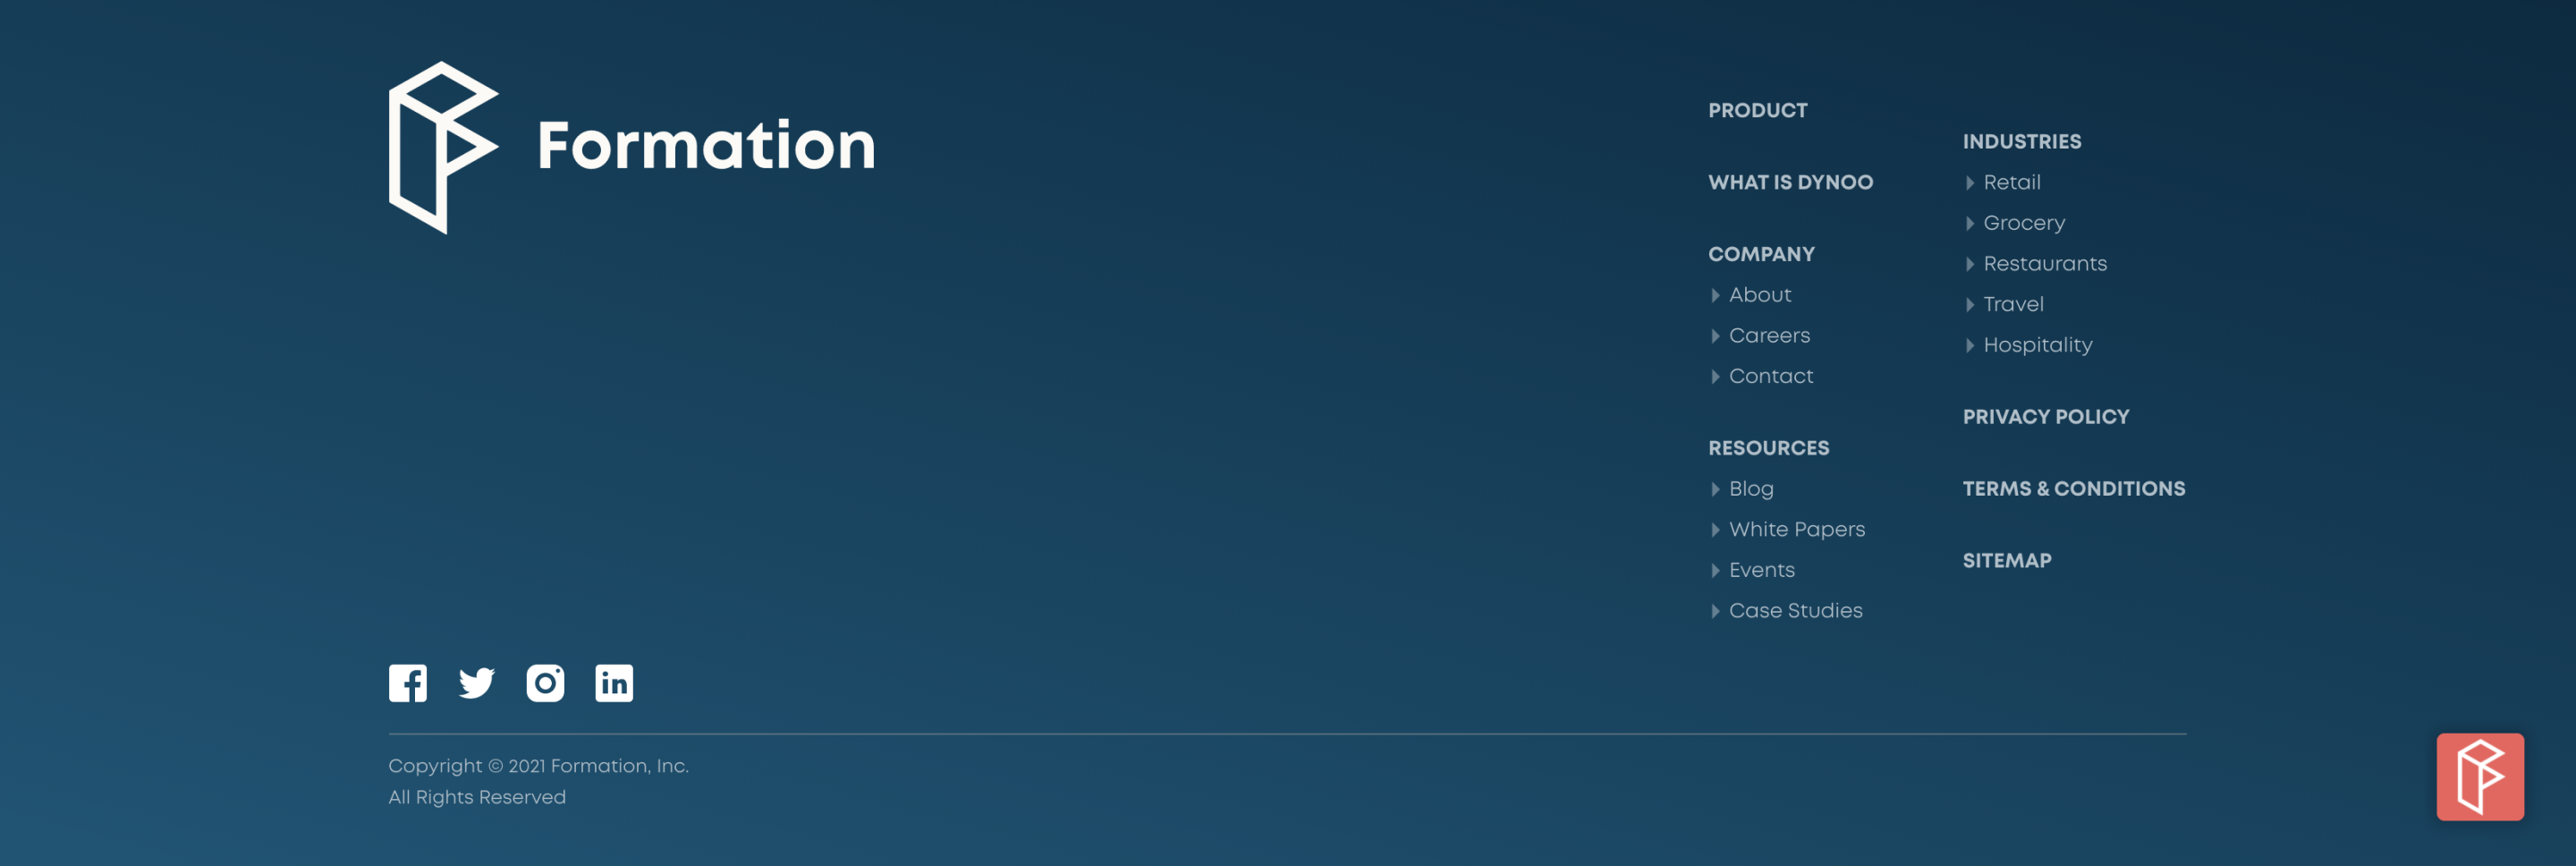 Formation
PRODUCT
WHAT IS DYNOO
COMPANY
About
Careers
Contact
RESOURCES
Blog
White Papers
Events
Case Studies
INDUSTRIES
Retail
Grocery
Restaurants
Travel
Hospitality
PRIVACY POLICY
TERMS & CONDITIONS
SITEMAP
Copyright © 2021 Formation, Inc.
All Rights Reserved